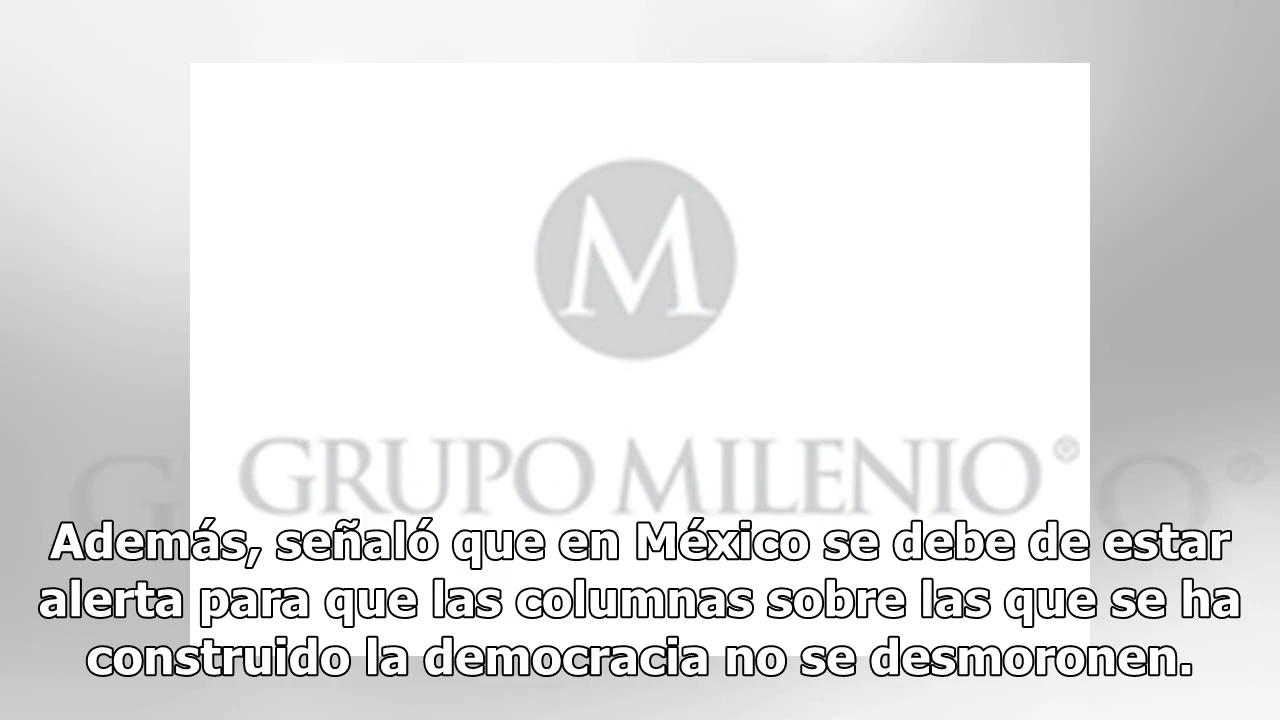 M
GRUPO MILENIO®
Además, señaló que en México se debe de estar
alerta para que las columnas sobre las que se ha
construido la democracia no se desmoronen.